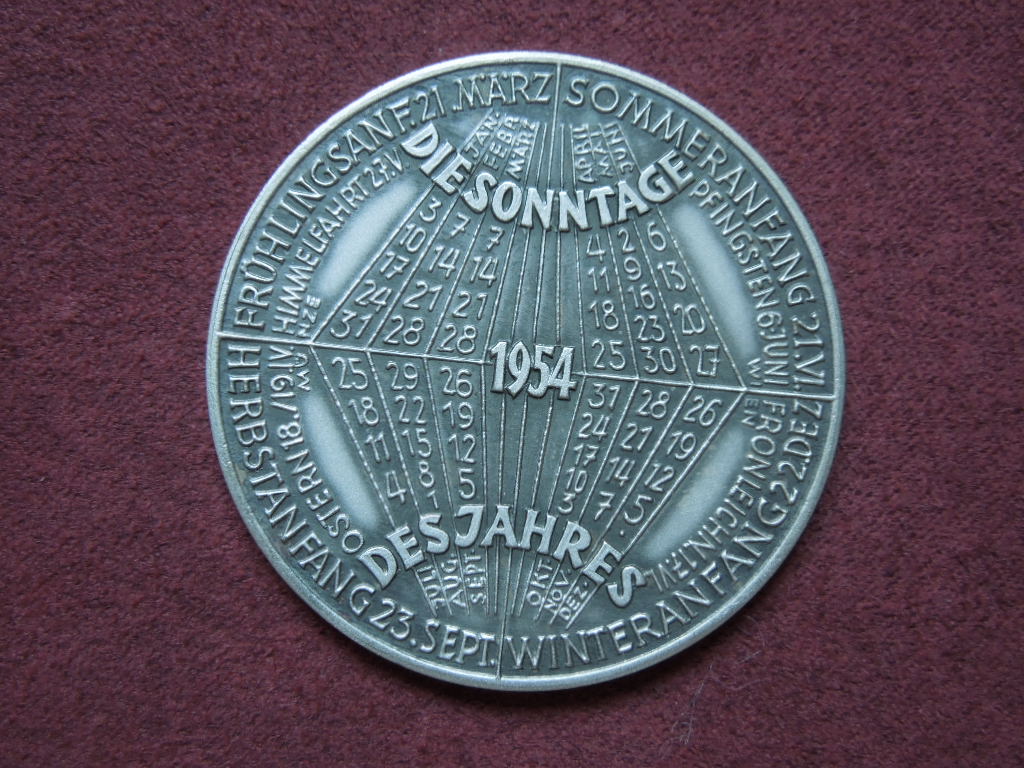 FRÜHLINGSANF. 21. MÄRZ
SOMMERANFANG 21. VI.
HERBSTANFANG 23. SEPT.
WINTERANFANG 22. DEZ.
HIMMELFAHRT 27. V.
PFINGSTEN 6. JUNI
OSTERN 18./19. IV
DIE SONNTAGE
JAN. FEBR MÄRZ APRIL MAI JUN
3 7 7 4 2 6
10 14 14 11 9 13
17 21 21 18 16 20
24 28 28 25 23 27
31 30
1954
25 29 26 31 28 26
18 22 19 24 21 19
11 15 12 17 14 12
4 8 5 10 7 5
3
DES JAHRES
AUG SEPT OKT NOV. DEZ.